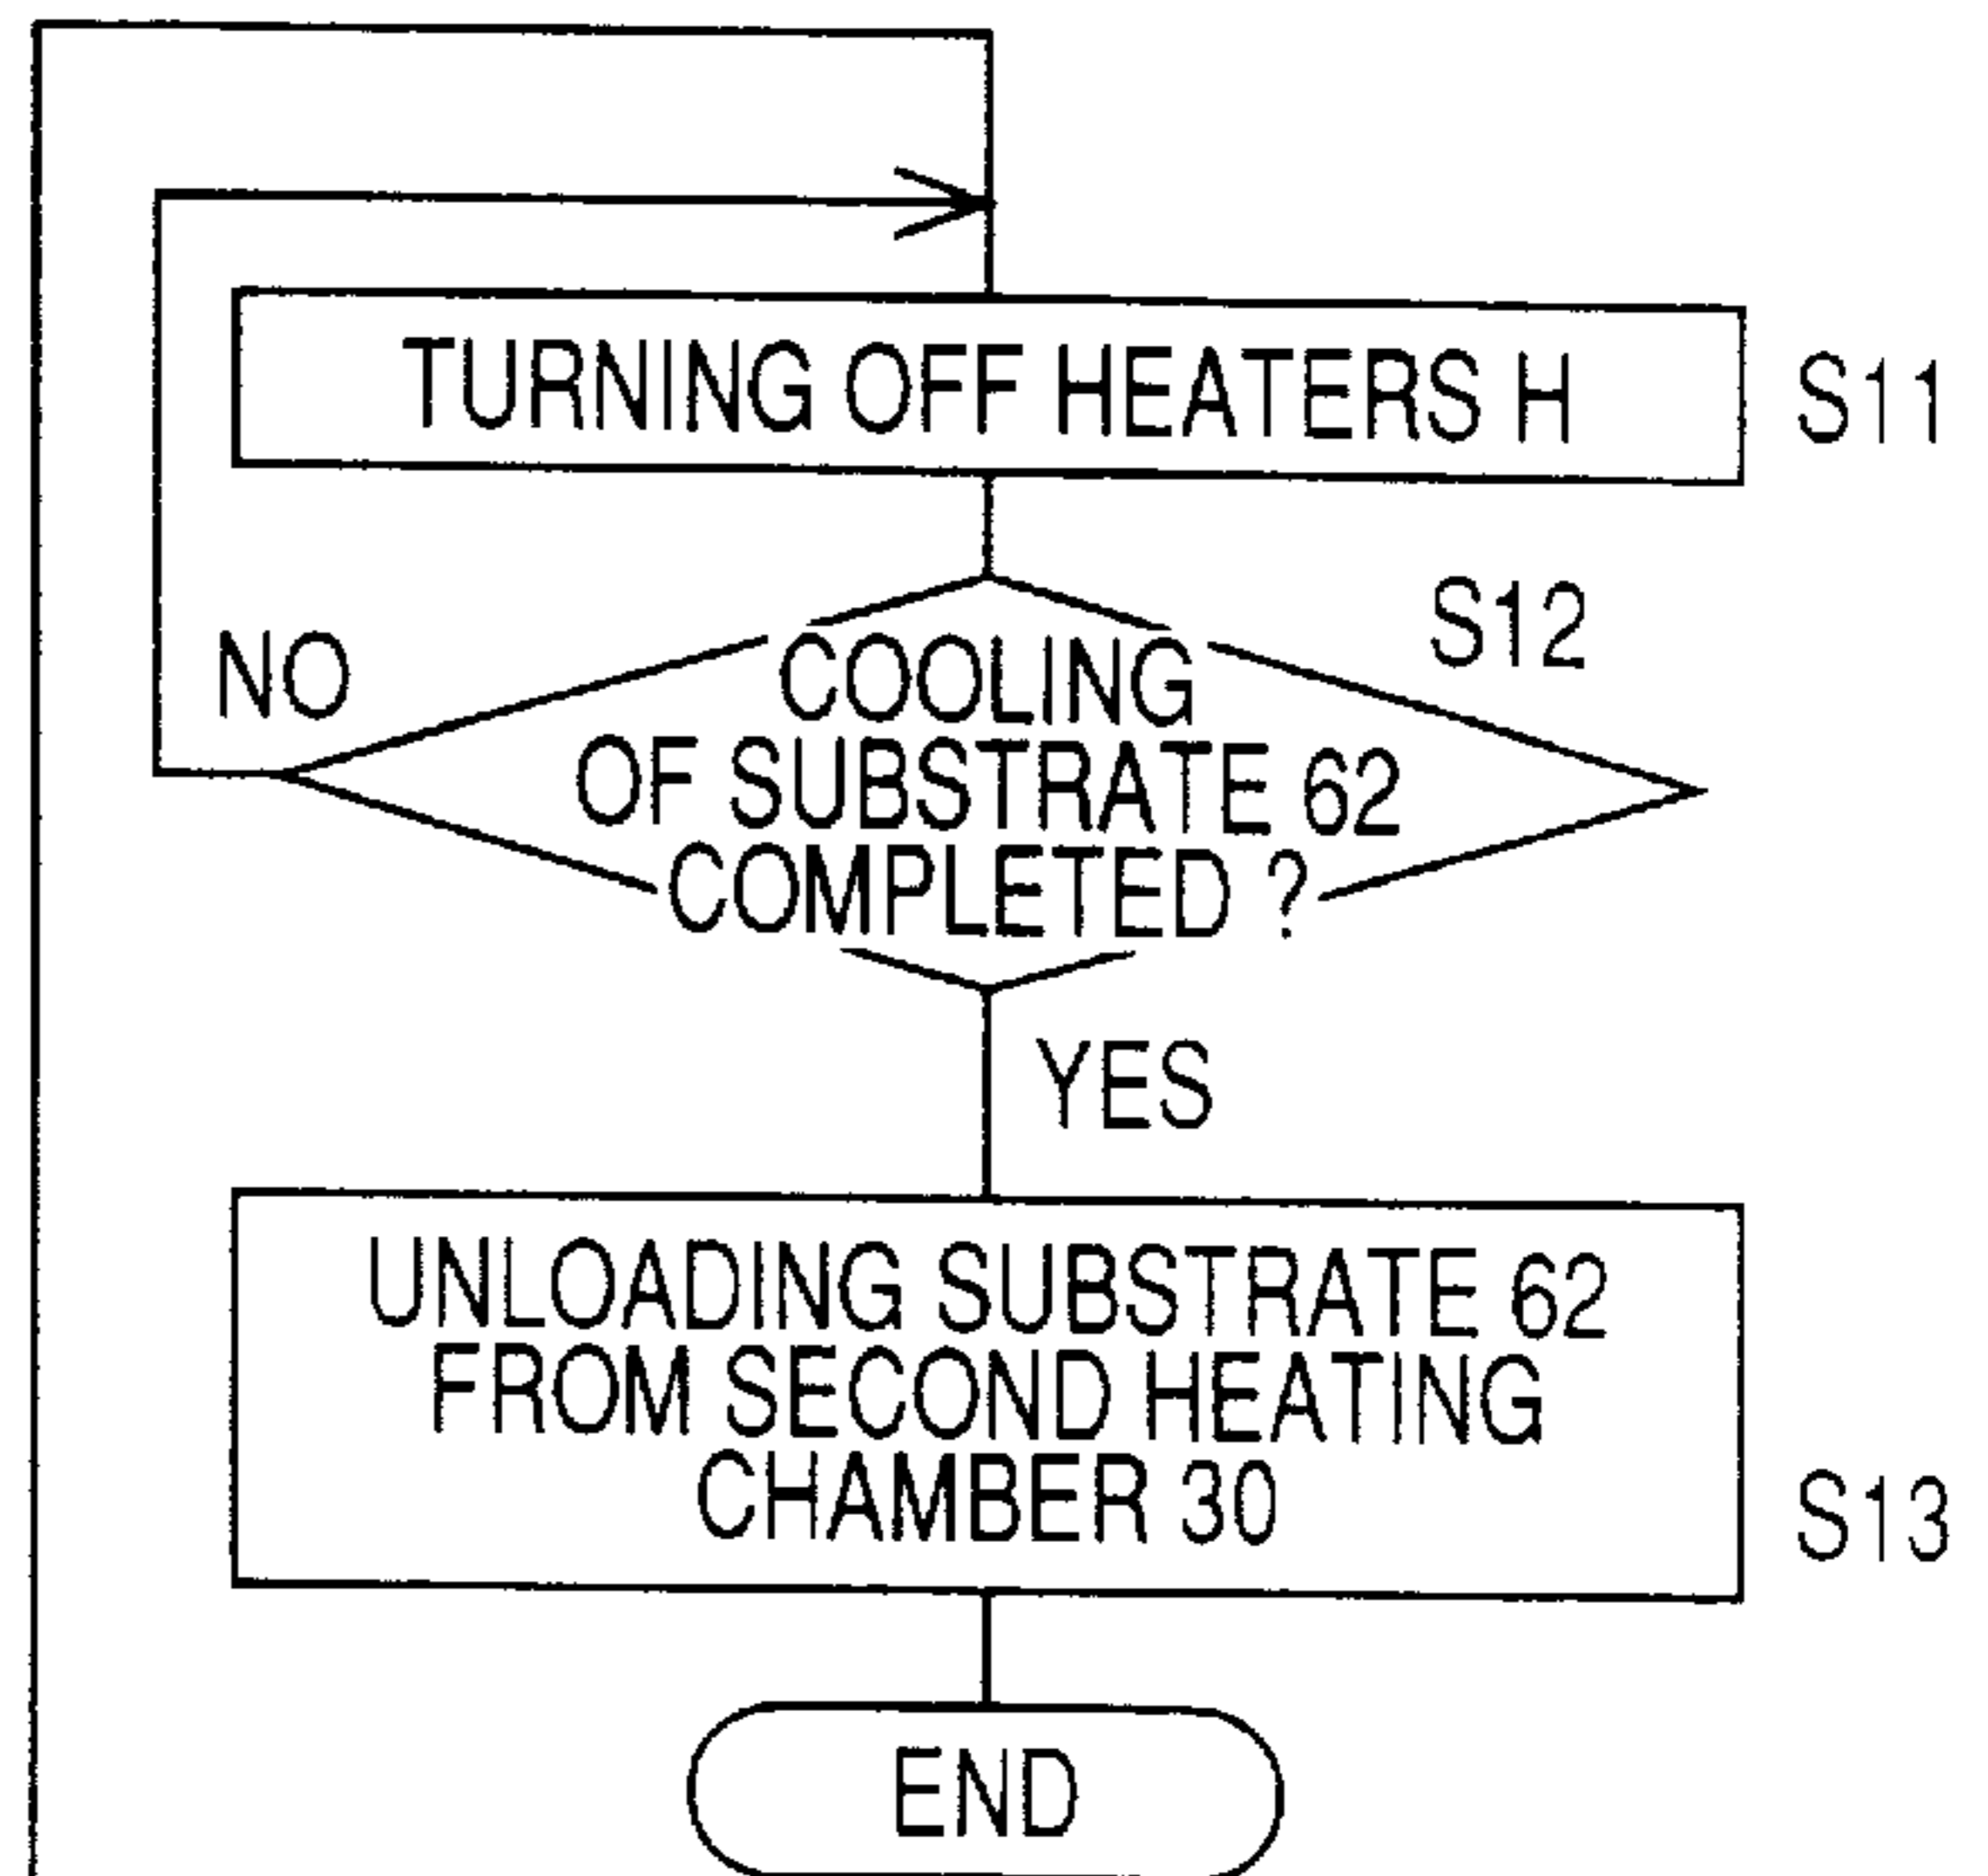 TURNING OFF HEATERS H
S11
S12
NO
COOLING
OF SUBSTRATE 62
COMPLETED ?
YES
UNLOADING SUBSTRATE 62
FROM SECOND HEATING
CHAMBER 30
S13
END